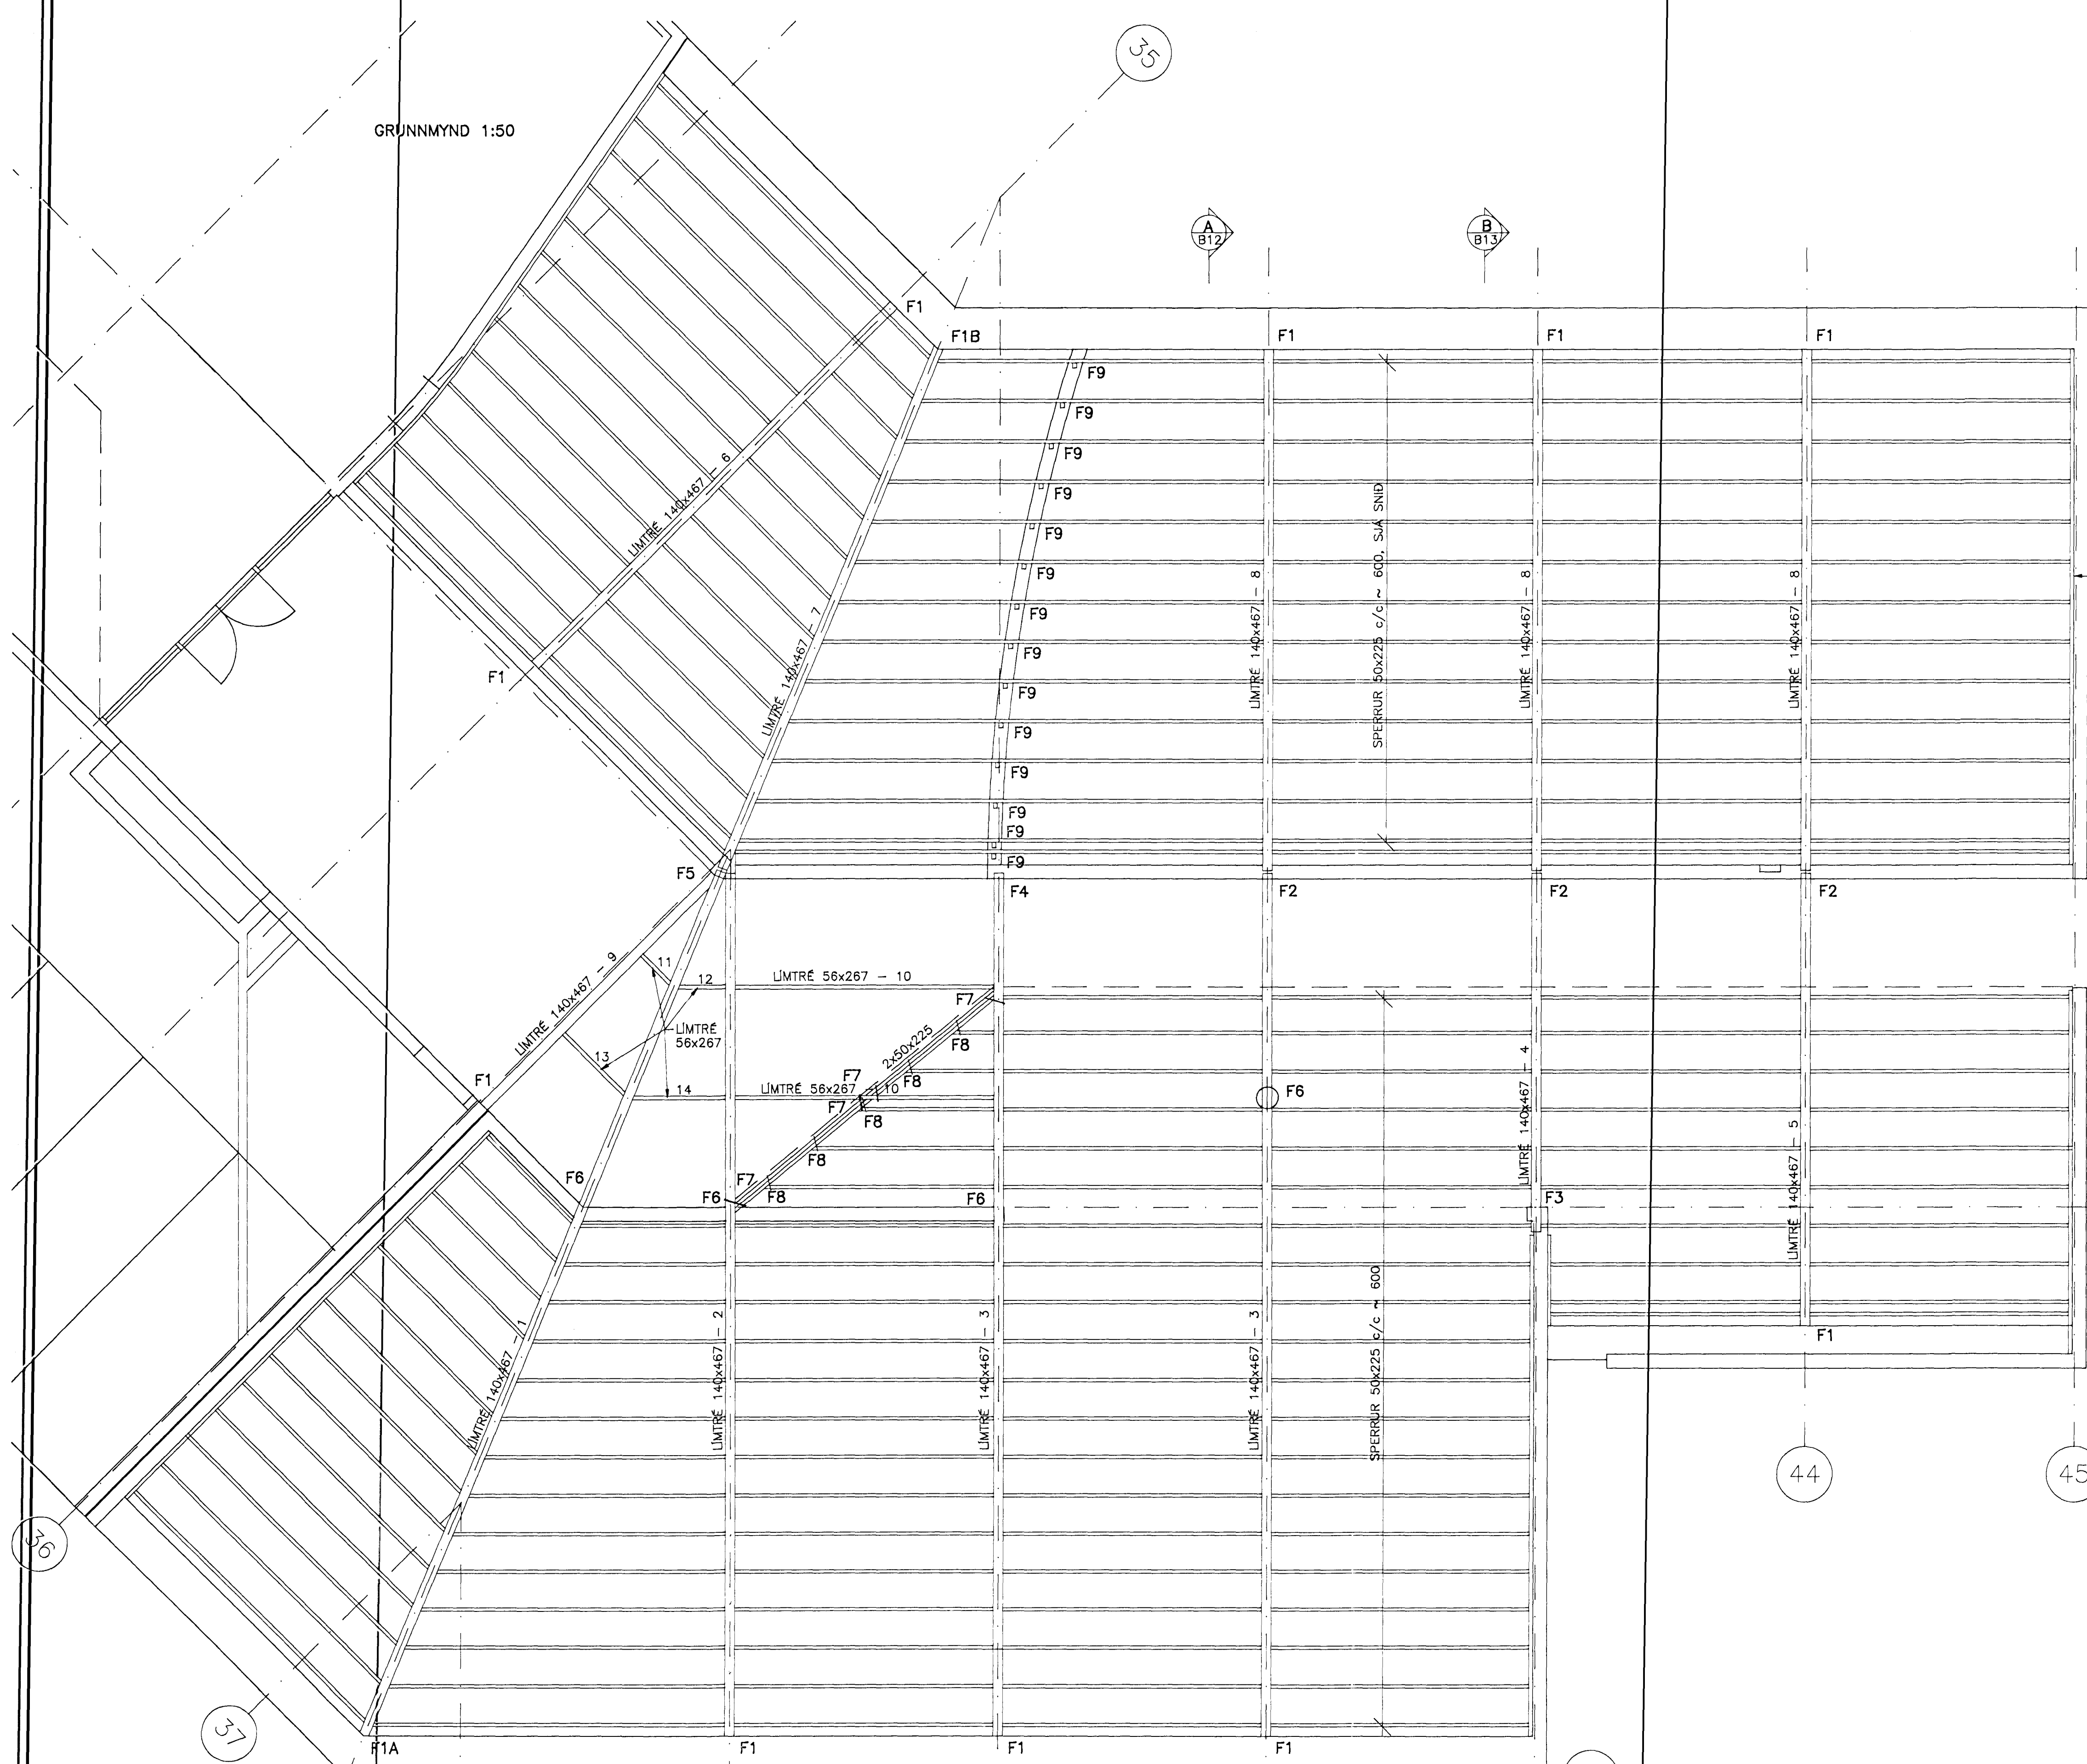 35
GRUNNMYND 1:50
A
B12
B
B13
F1
F1B
F1
F1
F1
F9
F9
F9
F9
F9
F9
F9
F9
F9
F9
F9
F9
F9
F9
LÍMTRÉ 140x467 - 6
LÍMTRÉ 140x467 - 7
LÍMTRÉ 140x467 - 8
SPERRUR 50x225 c/c ~ 600, SJÁ SNIÐ
LÍMTRÉ 140x467 - 8
LÍMTRÉ 140x467 - 8
F1
F5
F4
F2
F2
F2
LÍMTRÉ 140x467 - 9
11
12
LÍMTRÉ 56x267 - 10
F7
LÍMTRÉ
56x267
2x50x225
F8
13
F7
F8
14
LÍMTRÉ 56x267 - 10
F7
F8
F1
F6
F8
F7
F8
F6
F6
F6
F3
LÍMTRÉ 140x467 - 4
LÍMTRÉ 140x467 - 5
LÍMTRÉ 140x467 - 1
LÍMTRÉ 140x467 - 2
LÍMTRÉ 140x467 - 3
LÍMTRÉ 140x467 - 3
SPERRUR 50x225 c/c ~ 600
F1
44
45
36
37
F1A
F1
F1
F1